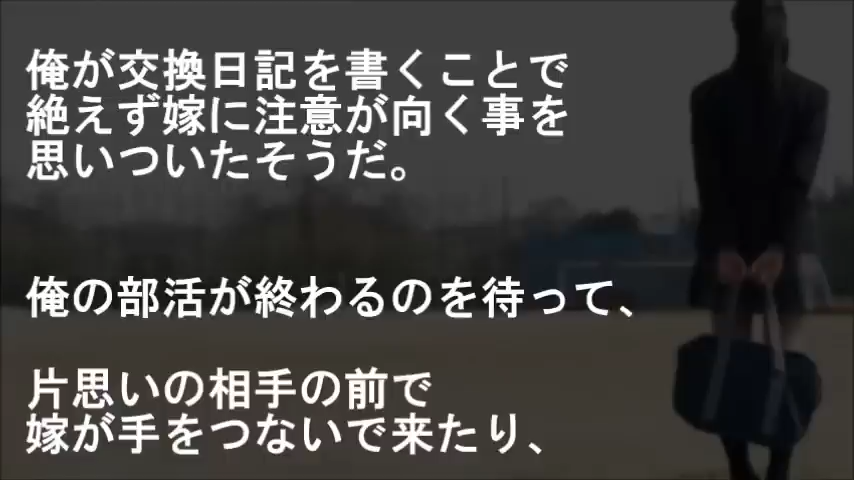 俺が交換日記を書くことで
絶えず嫁に注意が向く事を
思いついたそうだ。
俺の部活が終わるのを待って、
片思いの相手の前で
嫁が手をつないで来たり、